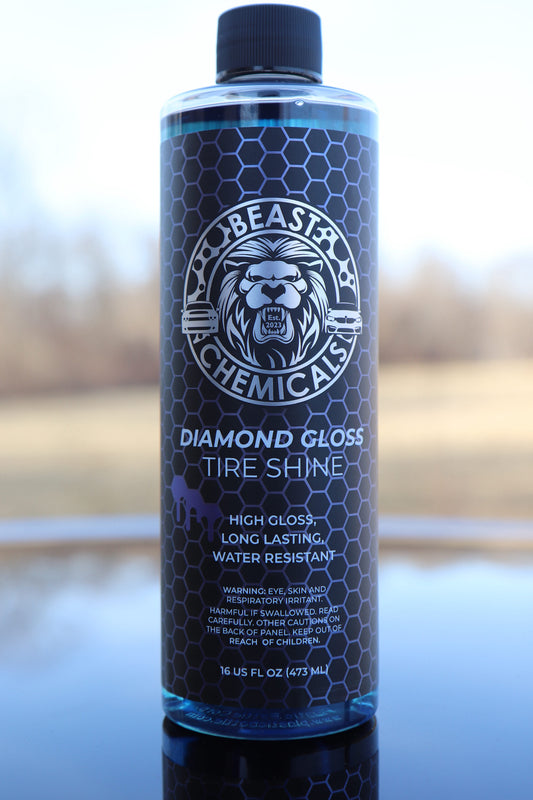 BEAST
Est.
2023
CHEMICALS
DIAMOND GLOSS
TIRE SHINE
HIGH GLOSS,
LONG LASTING,
WATER RESISTANT
WARNING: EYE, SKIN AND
RESPIRATORY IRRITANT.
HARMFUL IF SWALLOWED. READ
CAREFULLY. OTHER CAUTIONS ON
THE BACK OF PANEL. KEEP OUT OF
REACH OF CHILDREN.
16 US FL OZ (473 ML)